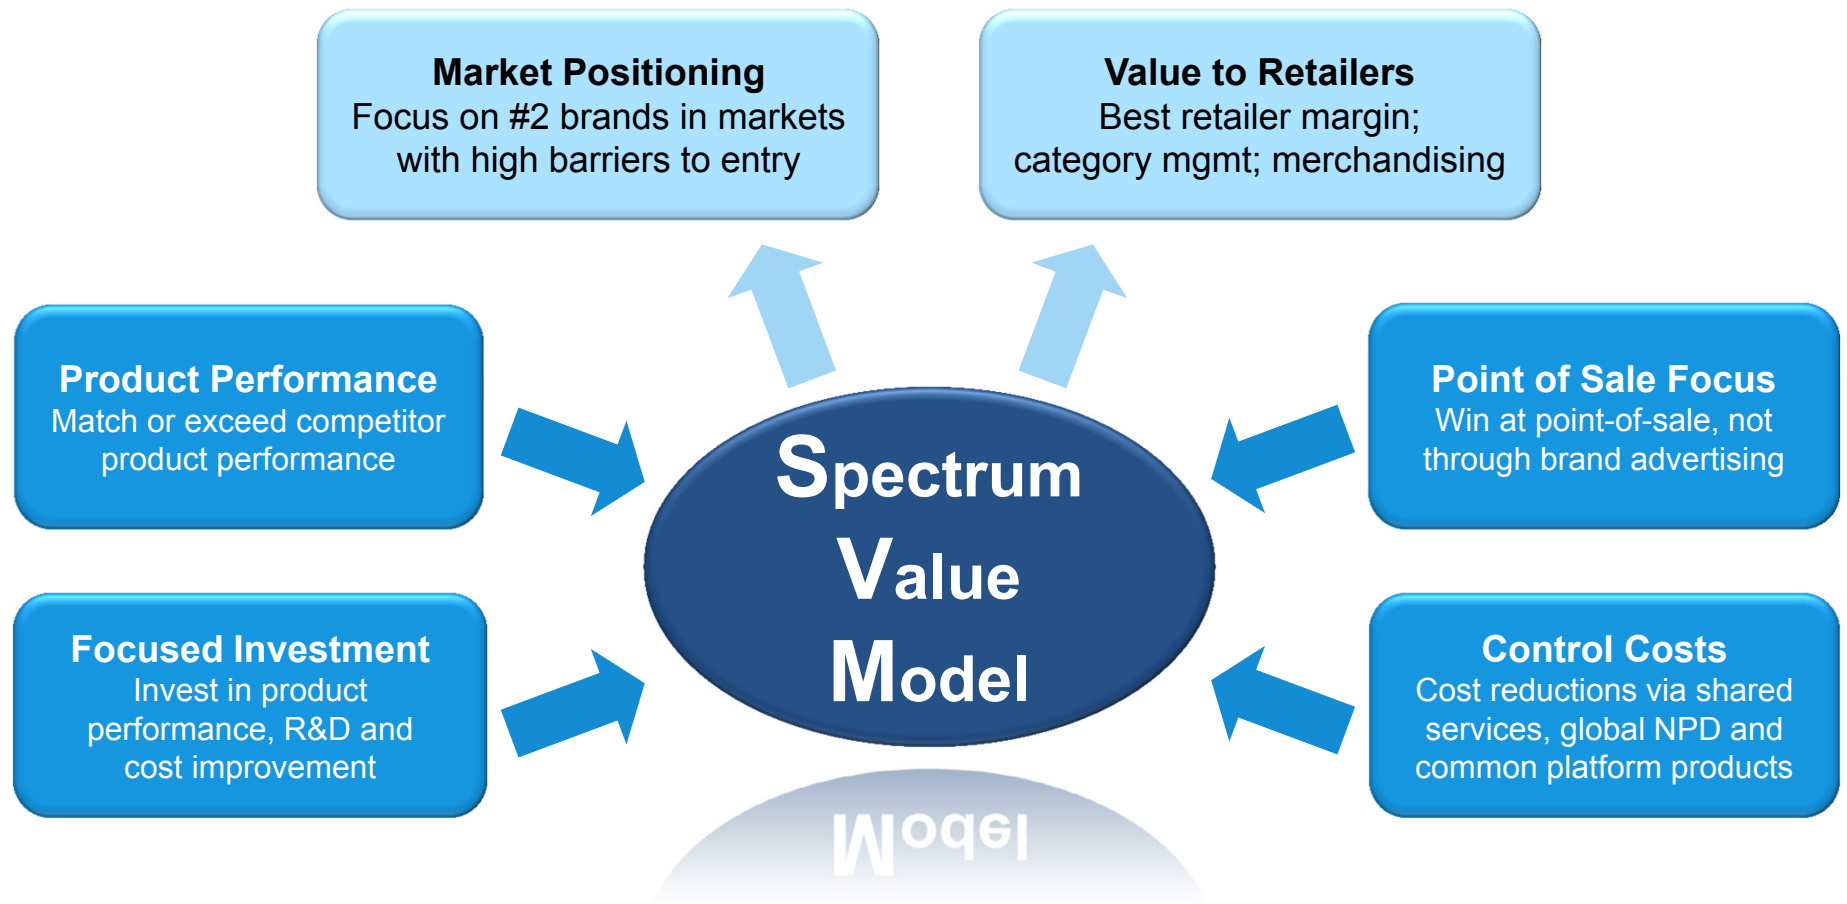 Market Positioning
Focus on #2 brands in markets
with high barriers to entry
Value to Retailers
Best retailer margin;
category mgmt; merchandising
Product Performance
Match or exceed competitor
product performance
Point of Sale Focus
Win at point-of-sale, not
through brand advertising
Spectrum
Value
Model
Focused Investment
Invest in product
performance, R&D and
cost improvement
Control Costs
Cost reductions via shared
services, global NPD and
common platform products
Model